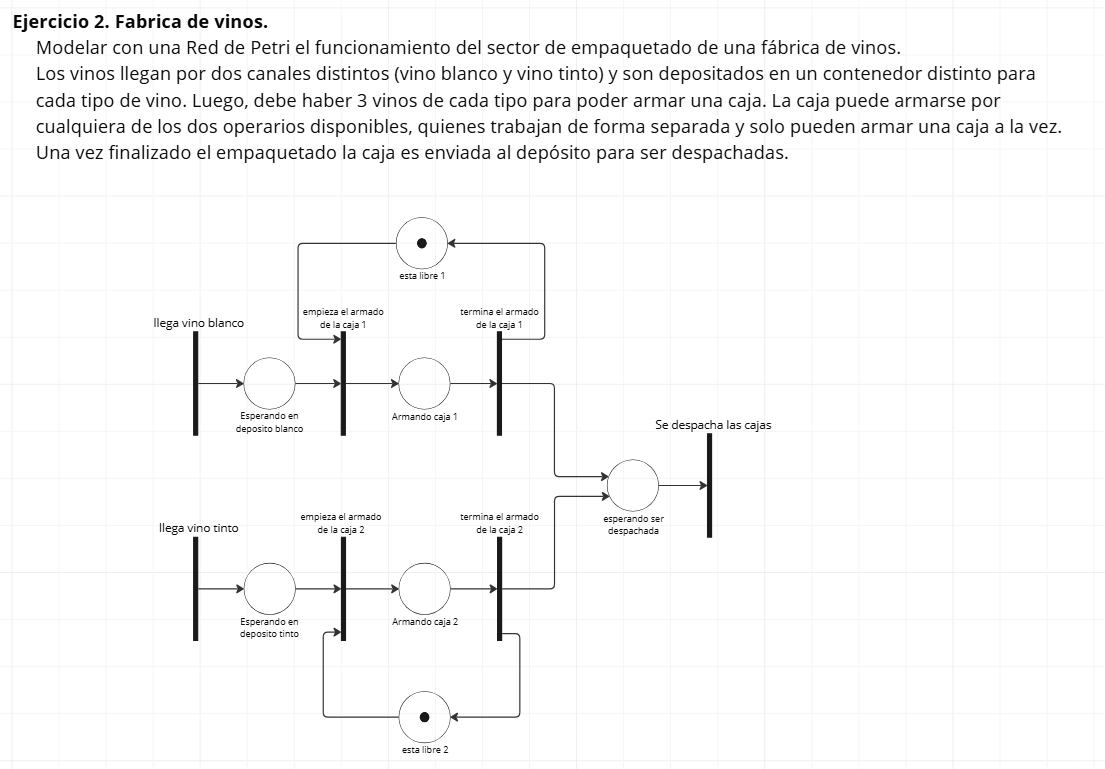 Ejercicio 2. Fabrica de vinos.
Modelar con una Red de Petri el funcionamiento del sector de empaquetado de una fábrica de vinos.
Los vinos llegan por dos canales distintos (vino blanco y vino tinto) y son depositados en un contenedor distinto para
cada tipo de vino. Luego, debe haber 3 vinos de cada tipo para poder armar una caja. La caja puede armarse por
cualquiera de los dos operarios disponibles, quienes trabajan de forma separada y solo pueden armar una caja a la vez.
Una vez finalizado el empaquetado la caja es enviada al depósito para ser despachadas.
esta libre 1
empieza el armado
de la caja 1
termina el armado
de la caja 1
llega vino blanco
Esperando en
deposito blanco
Armando caja 1
Se despacha las cajas
esperando ser
despachada
empieza el armado
de la caja 2
termina el armado
de la caja 2
llega vino tinto
Esperando en
deposito tinto
Armando caja 2
esta libre 2